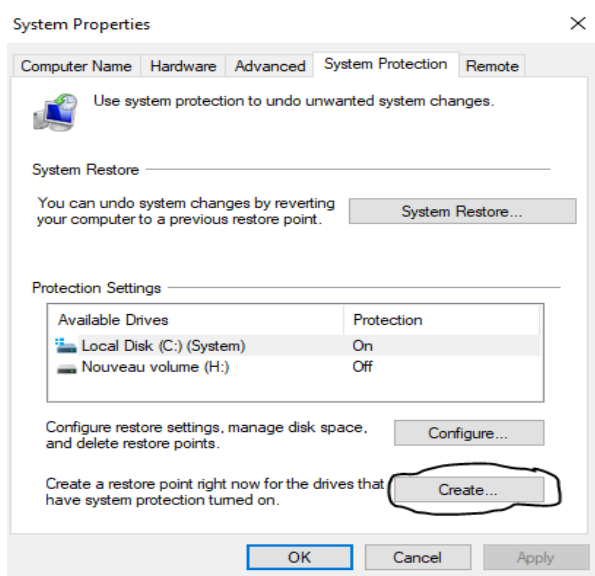 System Properties
Computer Name Hardware Advanced System Protection Remote
Use system protection to undo unwanted system changes.
System Restore
You can undo system changes by reverting
your computer to a previous restore point.
System Restore...
Protection Settings
Available Drives Protection
Local Disk (C:) (System) On
Nouveau volume (H:) Off
Configure restore settings, manage disk space,
and delete restore points.
Configure...
Create a restore point right now for the drives that
have system protection turned on.
Create...
OK Cancel Apply